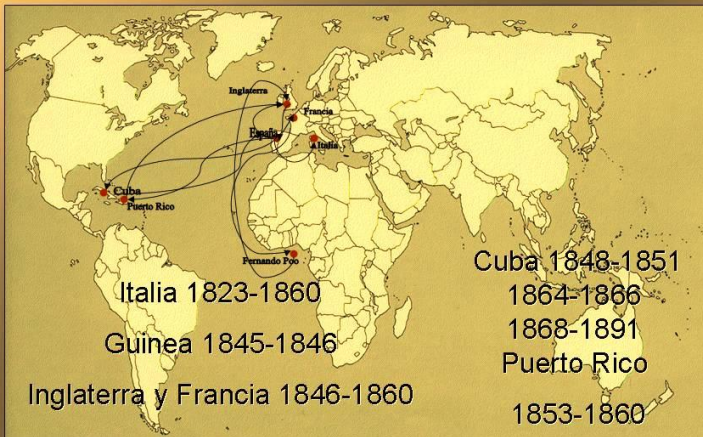 Inglaterra
Francia
España
Italia
Cuba
Puerto Rico
Fernando Poo
Italia 1823-1860
Guinea 1845-1846
Inglaterra y Francia 1846-1860
Cuba 1848-1851
1864-1866
1868-1891
Puerto Rico
1853-1860